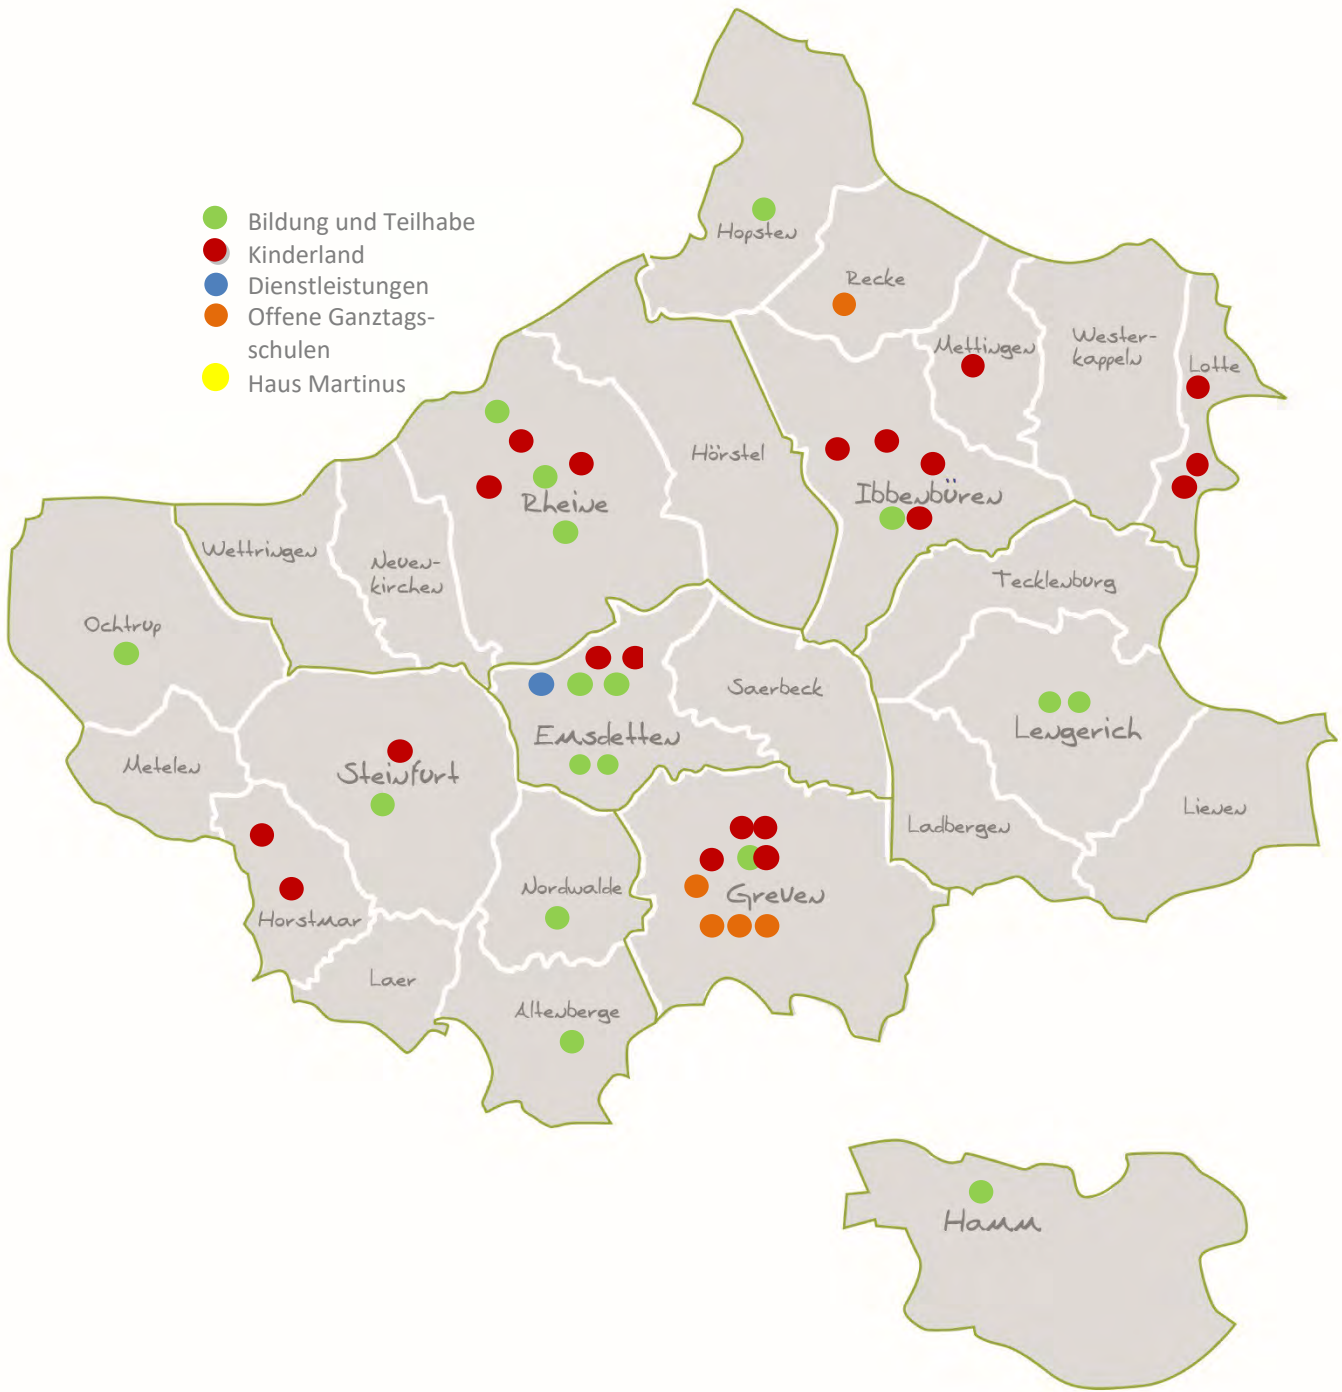 Bildung und Teilhabe
Kinderland
Dienstleistungen
Offene Ganztags-
schulen
Haus Martinus
Hopsten
Recke
Mettingen
Wester-
kappeln
Lotte
Hörstel
Rheine
Ibbenbüren
Wettringen
Neuen-
kirchen
Tecklenburg
Ochtrup
Saerbeck
Emsdetten
Lengerich
Metelen
Steinfurt
Ladbergen
Lienen
Nordwalde
Greven
Horstmar
Laer
Altenberge
Hamm